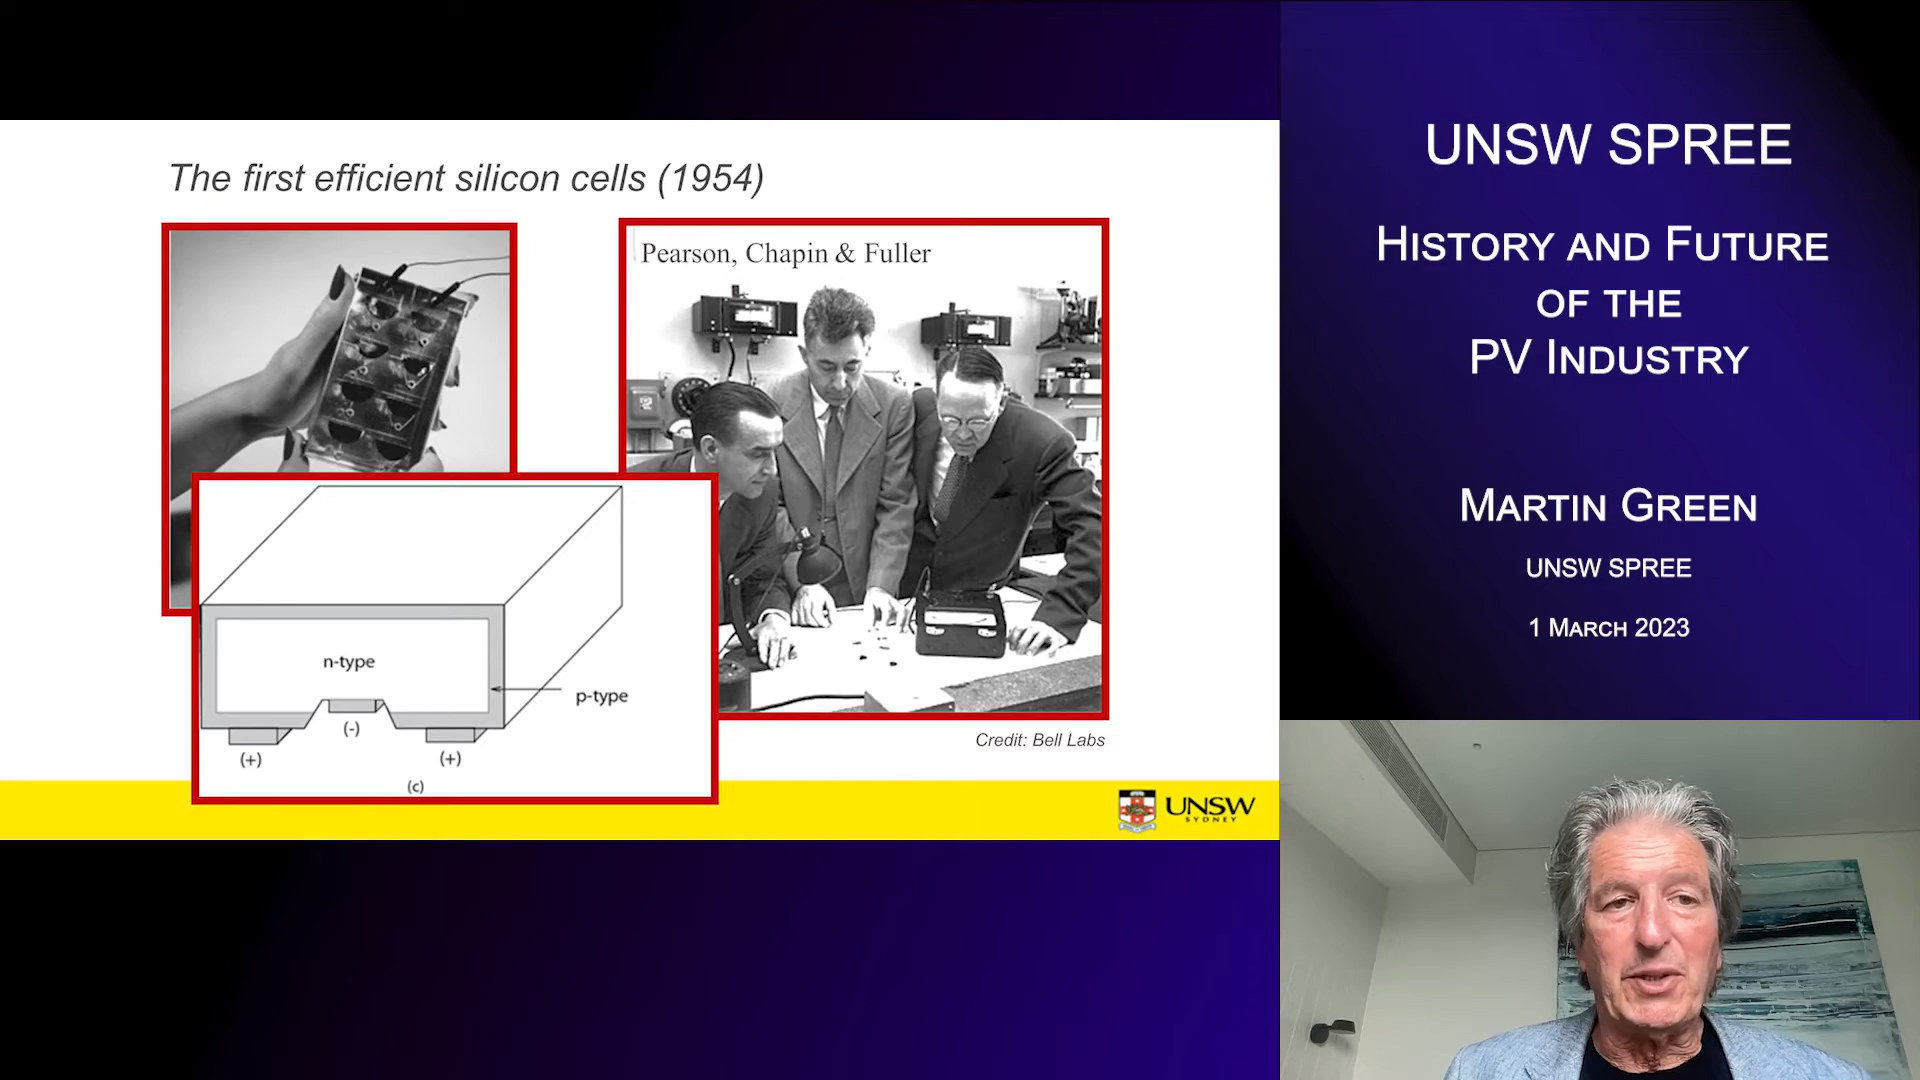 The first efficient silicon cells (1954)
Pearson, Chapin & Fuller
n-type
p-type
(-)
(+)
(+)
(c)
Credit: Bell Labs
UNSW
SYDNEY
UNSW SPREE
HISTORY AND FUTURE
OF THE
PV INDUSTRY
MARTIN GREEN
UNSW SPREE
1 MARCH 2023